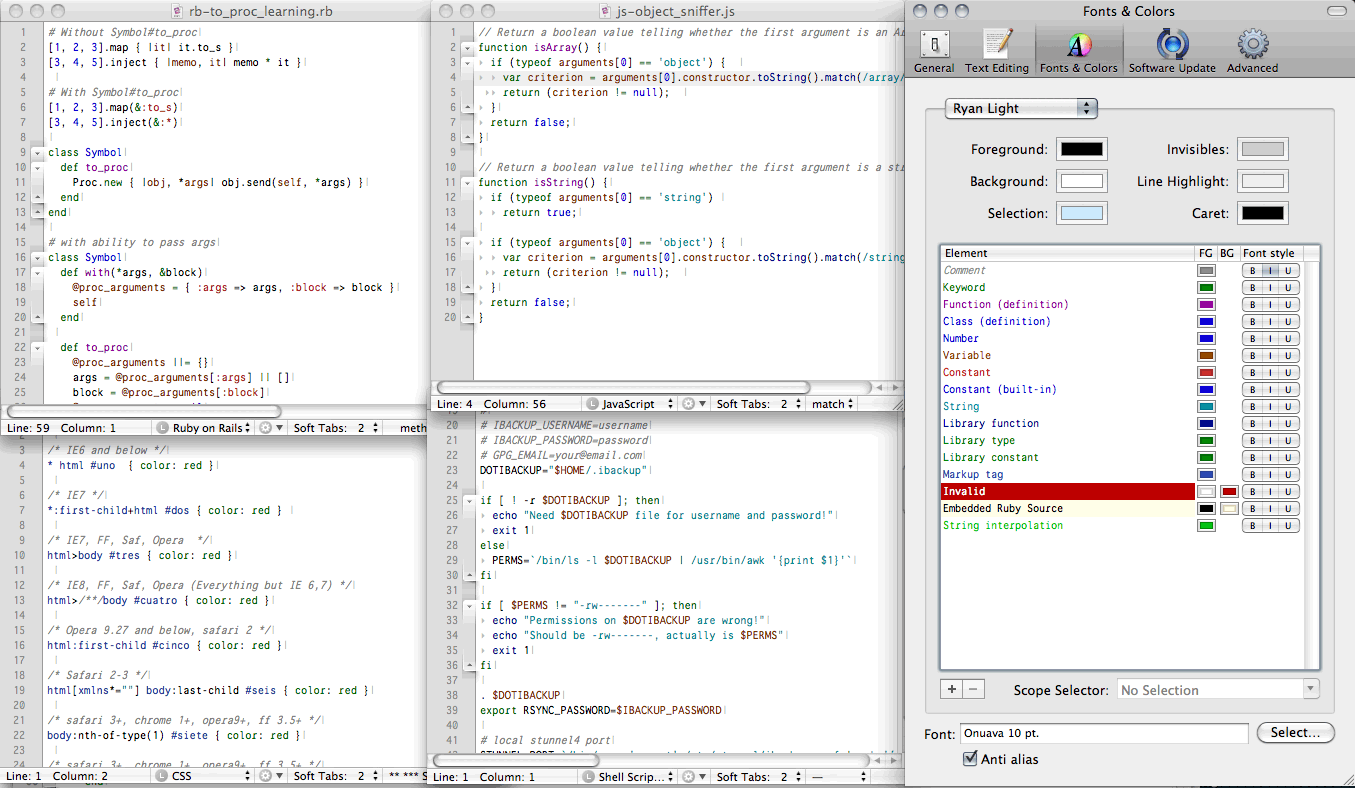 rb-to_proc_learning.rb
1 # Without Symbol#to_proc
2 [1, 2, 3].map { |it| it.to_s }
3 [3, 4, 5].inject { |memo, it| memo * it }
4
5 # With Symbol#to_proc
6 [1, 2, 3].map(&:to_s)
7 [3, 4, 5].inject(&:*)
8
9 class Symbol
10 def to_proc
11 Proc.new { |obj, *args| obj.send(self, *args) }
12 end
13 end
14
15 # with ability to pass args
16 class Symbol
17 def with(*args, &block)
18 @proc_arguments = { :args => args, :block => block }
19 self
20 end
21
22 def to_proc
23 @proc_arguments ||= {}
24 args = @proc_arguments[:args] || []
25 block = @proc_arguments[:block]
Line: 59 Column: 1 L Ruby on Rails Soft Tabs: 2 meth
js-object_sniffer.js
1 // Return a boolean value telling whether the first argument is an Ar
2 function isArray() {
3 if (typeof arguments[0] == 'object') {
4 var criterion = arguments[0].constructor.toString().match(/array/
5 return (criterion != null);
6 }
7 return false;
8 }
9
10 // Return a boolean value telling whether the first argument is a str
11 function isString() {
12 if (typeof arguments[0] == 'string')
13 return true;
14
15 if (typeof arguments[0] == 'object') {
16 var criterion = arguments[0].constructor.toString().match(/string
17 return (criterion != null);
18 }
19 return false;
20 }
Line: 4 Column: 56 L JavaScript Soft Tabs: 2 match
3 /* IE6 and below */
4 * html #uno { color: red }
5
6 /* IE7 */
7 *:first-child+html #dos { color: red }
8
9 /* IE7, FF, Saf, Opera */
10 html>body #tres { color: red }
11
12 /* IE8, FF, Saf, Opera (Everything but IE 6,7) */
13 html>/**/body #cuatro { color: red }
14
15 /* Opera 9.27 and below, safari 2 */
16 html:first-child #cinco { color: red }
17
18 /* Safari 2-3 */
19 html[xmlns*=""] body:last-child #seis { color: red }
20
21 /* safari 3+, chrome 1+, opera9+, ff 3.5+ */
22 body:nth-of-type(1) #siete { color: red }
23
24 /* safari 3+, chrome 1+, opera9+, ff 3.5+ */
Line: 1 Column: 2 L CSS Soft Tabs: 2 ** *** S
20 # IBACKUP_USERNAME=username
21 # IBACKUP_PASSWORD=password
22 # GPG_EMAIL=your@email.com
23 DOTIBACKUP="$HOME/.ibackup"
24
25 if [ ! -r $DOTIBACKUP ]; then
26 echo "Need $DOTIBACKUP file for username and password!"
27 exit 1
28 else
29 PERMS=`/bin/ls -l $DOTIBACKUP | /usr/bin/awk '{print $1}'`
30 fi
31
32 if [ $PERMS != "-rw-------" ]; then
33 echo "Permissions on $DOTIBACKUP are wrong!"
34 echo "Should be -rw-------, actually is $PERMS"
35 exit 1
36 fi
37
38 . $DOTIBACKUP
39 export RSYNC_PASSWORD=$IBACKUP_PASSWORD
40
41 # local stunnel4 port
Line: 1 Column: 1 L Shell Scrip... Soft Tabs: 2 —
Fonts & Colors
General Text Editing Fonts & Colors Software Update Advanced
Ryan Light
Foreground: Invisibles:
Background: Line Highlight:
Selection: Caret:
Element FG BG Font style
Comment B I U
Keyword B I U
Function (definition) B I U
Class (definition) B I U
Number B I U
Variable B I U
Constant B I U
Constant (built-in) B I U
String B I U
Library function B I U
Library type B I U
Library constant B I U
Markup tag B I U
Invalid B I U
Embedded Ruby Source B I U
String interpolation B I U
+ − Scope Selector: No Selection
Font: Onuava 10 pt. Select...
Anti alias